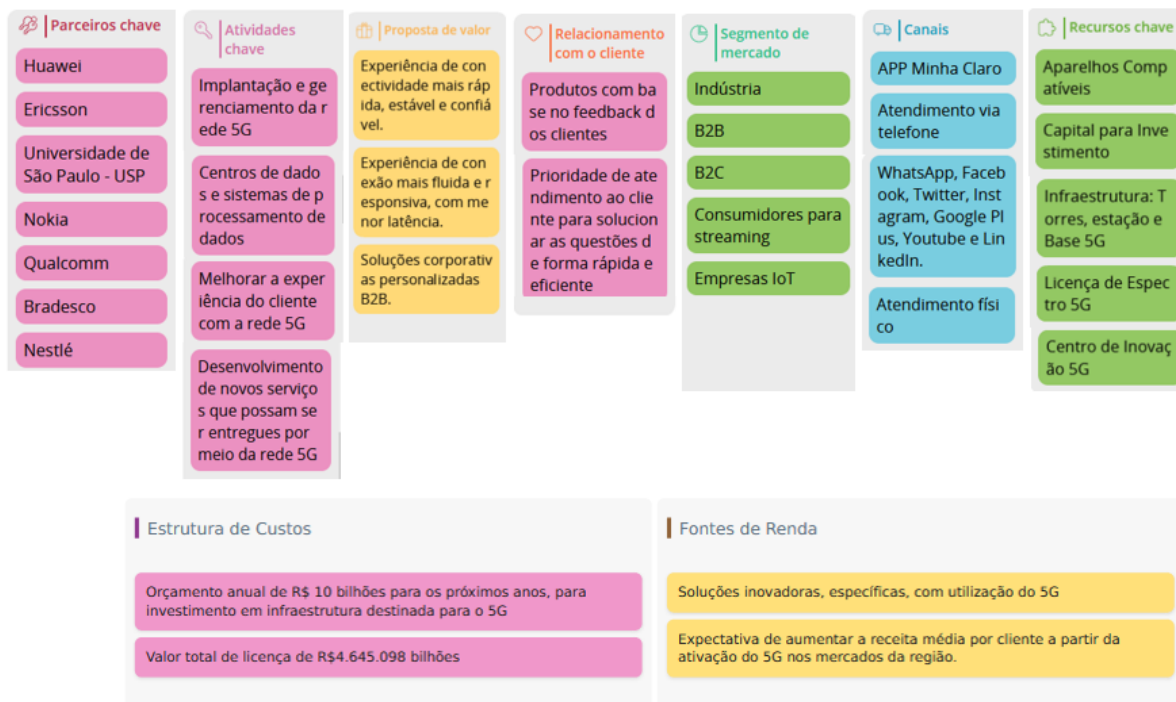 Parceiros chave
Huawei
Ericsson
Universidade de
São Paulo - USP
Nokia
Qualcomm
Bradesco
Nestlé
Atividades
chave
Implantação e ge
renciamento da r
ede 5G
Centros de dado
s e sistemas de p
rocessamento de
dados
Melhorar a exper
iência do cliente
com a rede 5G
Desenvolvimento
de novos serviço
s que possam se
r entregues por
meio da rede 5G
Proposta de valor
Experiência de con
ectividade mais ráp
ida, estável e confiá
vel.
Experiência de con
exão mais fluida e r
esponsiva, com me
nor latência.
Soluções corporativ
as personalizadas
B2B.
Relacionamento
com o cliente
Produtos com ba
se no feedback d
os clientes
Prioridade de ate
ndimento ao clie
nte para solucion
ar as questões d
e forma rápida e
eficiente
Segmento de
mercado
Indústria
B2B
B2C
Consumidores para
streaming
Empresas IoT
Canais
APP Minha Claro
Atendimento via
telefone
WhatsApp, Faceb
ook, Twitter, Inst
agram, Google Pl
us, Youtube e Lin
kedIn.
Atendimento físi
co
Recursos chave
Aparelhos Comp
atíveis
Capital para Inve
stimento
Infraestrutura: T
orres, estação e
Base 5G
Licença de Espec
tro 5G
Centro de Inovaç
ão 5G
Estrutura de Custos
Orçamento anual de R$ 10 bilhões para os próximos anos, para
investimento em infraestrutura destinada para o 5G
Valor total de licença de R$4.645.098 bilhões
Fontes de Renda
Soluções inovadoras, específicas, com utilização do 5G
Expectativa de aumentar a receita média por cliente a partir da
ativação do 5G nos mercados da região.